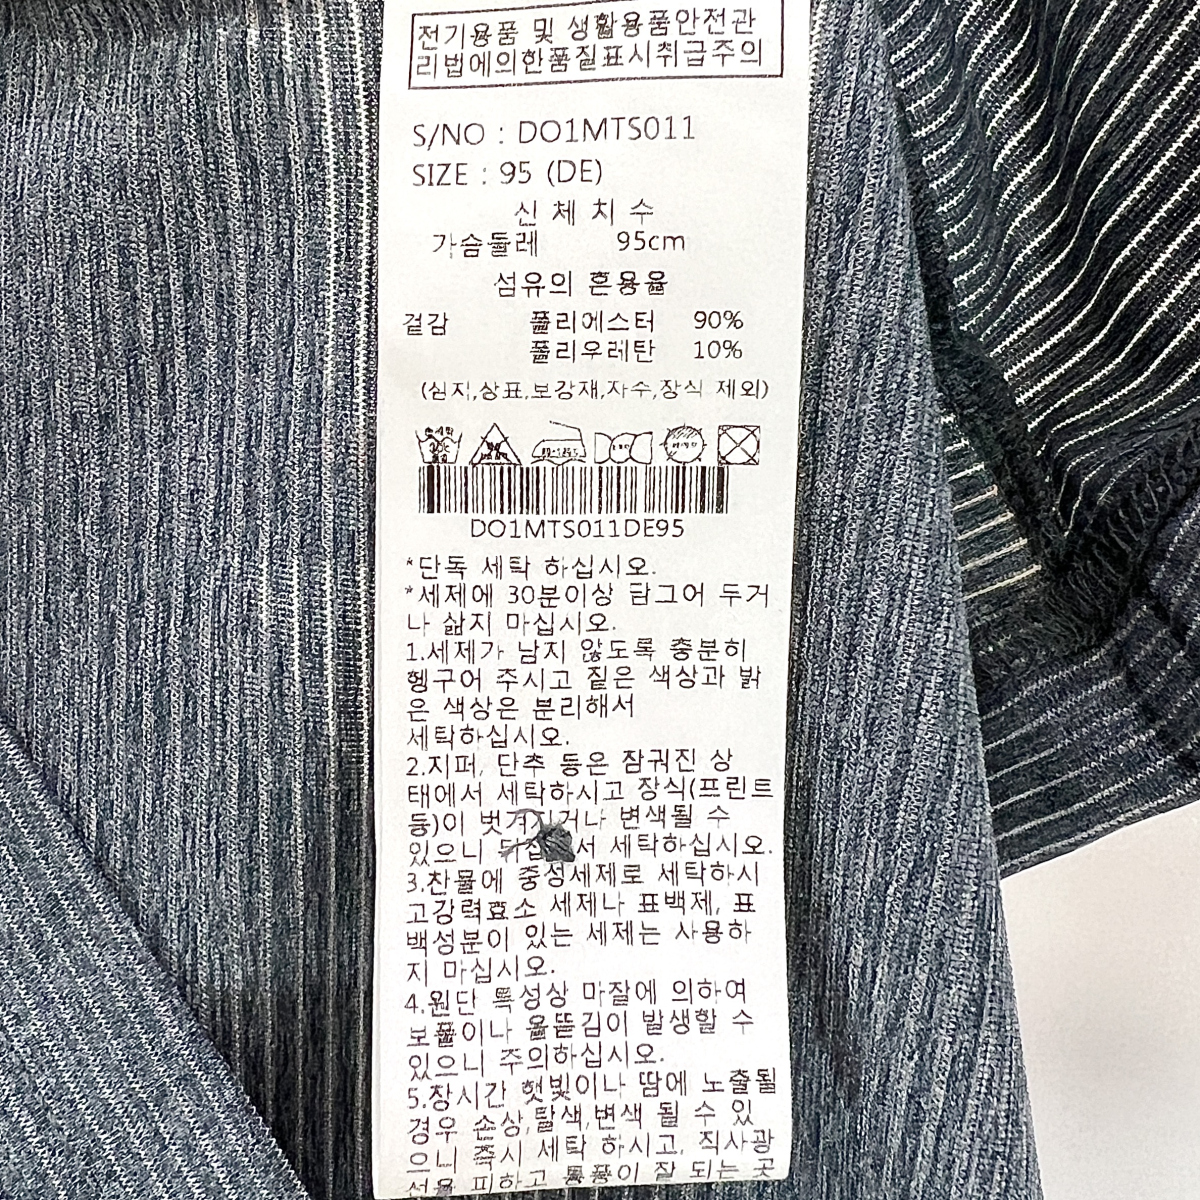 전기용품 및 생활용품안전관
리법에의한품질표시취급주의
S/NO : DO1MTS011
SIZE : 95 (DE)
신 체 치 수
가슴둘레 95cm
섬유의 혼용율
겉감 폴리에스터 90%
폴리우레탄 10%
(심지,상표,보강재,자수,장식 제외)
DO1MTS011DE95
*단독 세탁 하십시오.
*세제에 30분이상 담그어 두거
나 삶지 마십시오.
1.세제가 남지 않도록 충분히
헹구어 주시고 짙은 색상과 밝
은 색상은 분리해서
세탁하십시오.
2.지퍼, 단추 등은 잠궈진 상
태에서 세탁하시고 장식(프린트
등)이 벗겨지거나 변색될 수
있으니 뒤집어서 세탁하십시오.
3.찬물에 중성세제로 세탁하시
고강력효소 세제나 표백제, 표
백성분이 있는 세제는 사용하
지 마십시오.
4.원단 특성상 마찰에 의하여
보풀이나 올뜯김이 발생할 수
있으니 주의하십시오.
5.장시간 햇빛이나 땀에 노출될
경우 손상,탈색,변색 될 수 있
으니 즉시 세탁 하시고, 직사광
선을 피하고 통풍이 잘 되는 곳